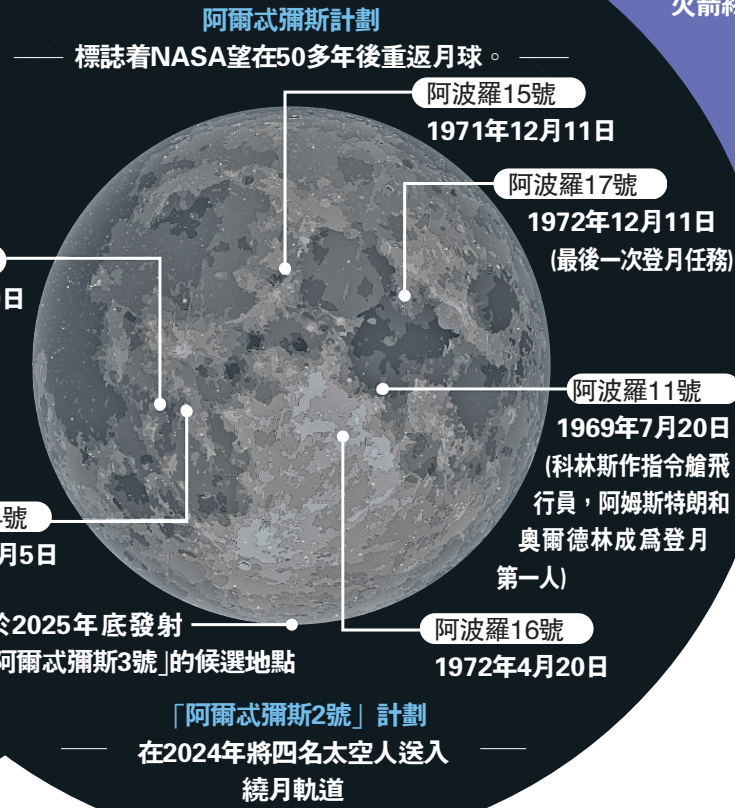 火箭
阿爾忒彌斯計劃
標誌着NASA望在50多年後重返月球。
阿波羅15號
1971年12月11日
阿波羅17號
1972年12月11日
(最後一次登月任務)
日
阿波羅11號
1969年7月20日
(科林斯作指令艙飛
行員，阿姆斯特朗和
奧爾德林成爲登月
第一人)
號
月5日
於2025年底發射
阿爾忒彌斯3號」的候選地點
阿波羅16號
1972年4月20日
「阿爾忒彌斯2號」計劃
在2024年將四名太空人送入
繞月軌道